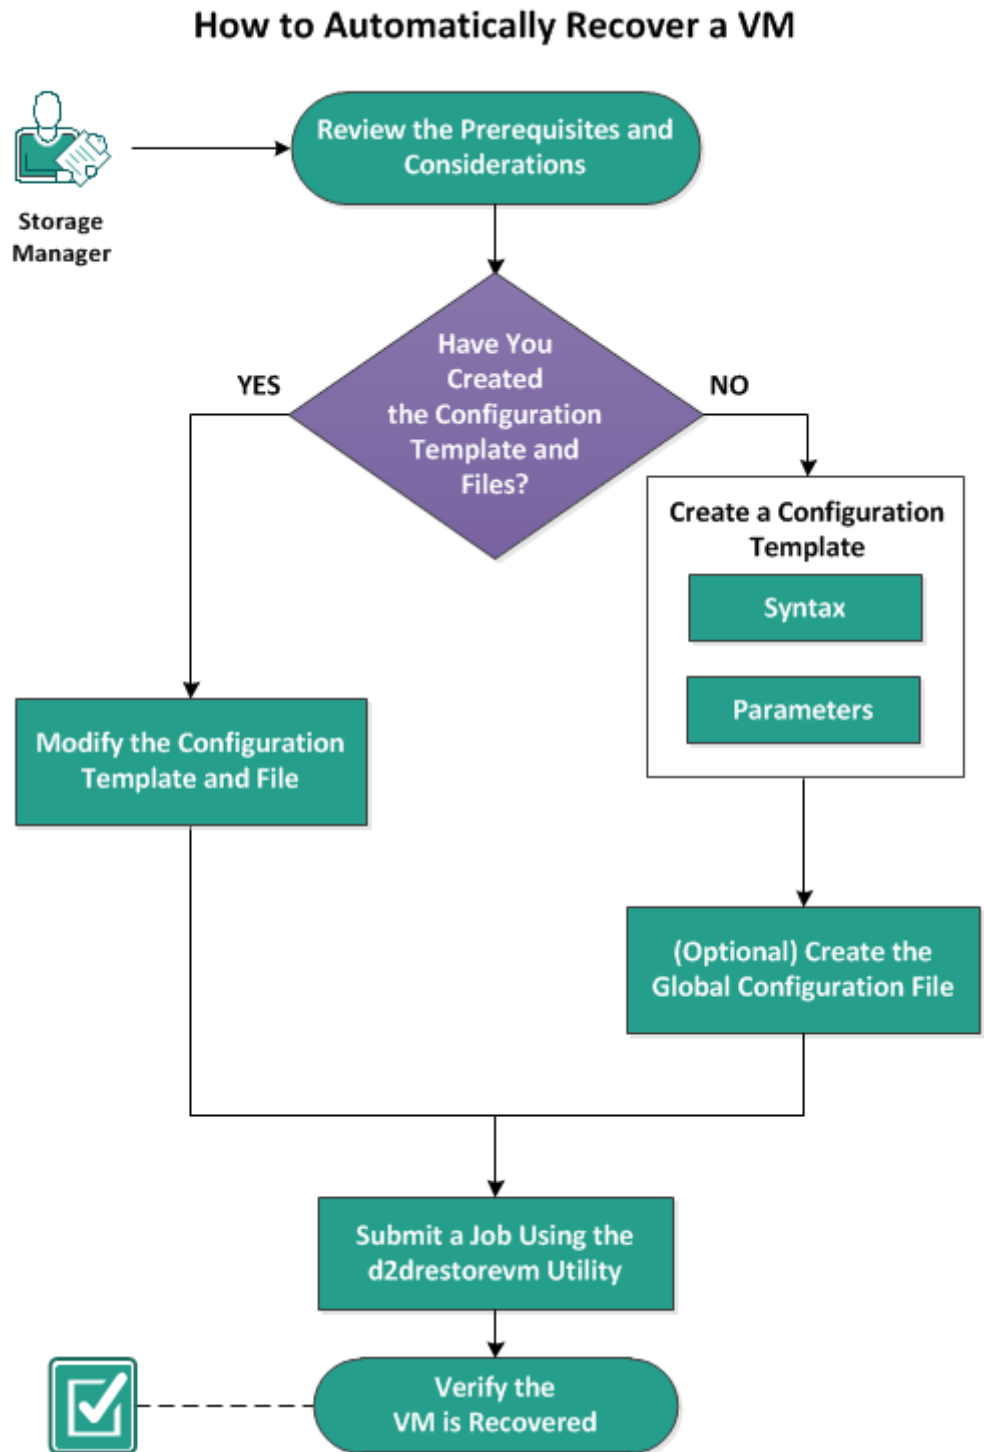 How to Automatically Recover a VM
Review the Prerequisites and
Considerations
Storage
Manager
Have You
Created
the Configuration
Template and
Files?
YES
NO
Create a Configuration
Template
Syntax
Parameters
Modify the Configuration
Template and File
(Optional) Create the
Global Configuration File
Submit a Job Using the
d2drestorevm Utility
Verify the
VM is Recovered